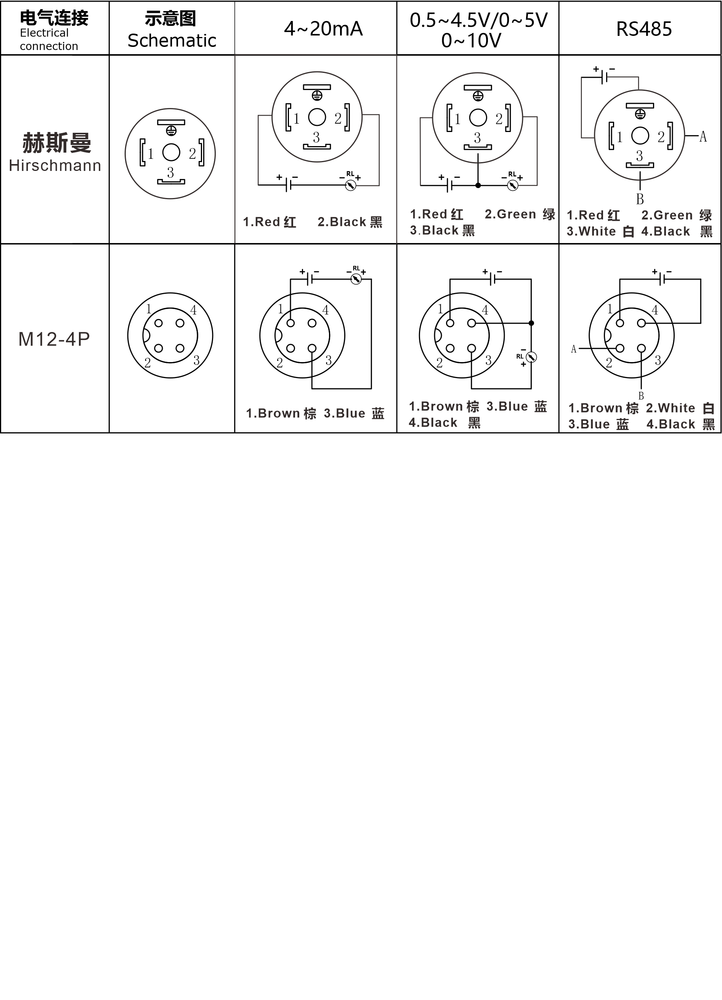 电气连接
Electrical
connection
示意图
Schematic
4~20mA
0.5~4.5V/0~5V
0~10V
RS485
赫斯曼
Hirschmann
1 2
3
1 2
3
+ - - RL +
1.Red 红 2.Black 黑
1 2
3
+ - - RL +
1.Red 红 2.Green 绿
3.Black 黑
+ -
1 2 A
3
B
1.Red 红 2.Green 绿
3.White 白 4.Black 黑
M12-4P
1 4
2 3
+ - - RL +
1 4
2 3
1.Brown 棕 3.Blue 蓝
+ -
1 4
-
RL
+
2 3
1.Brown 棕 3.Blue 蓝
4.Black 黑
+ -
1 4
A
2 3
B
1.Brown 棕 2.White 白
3.Blue 蓝 4.Black 黑